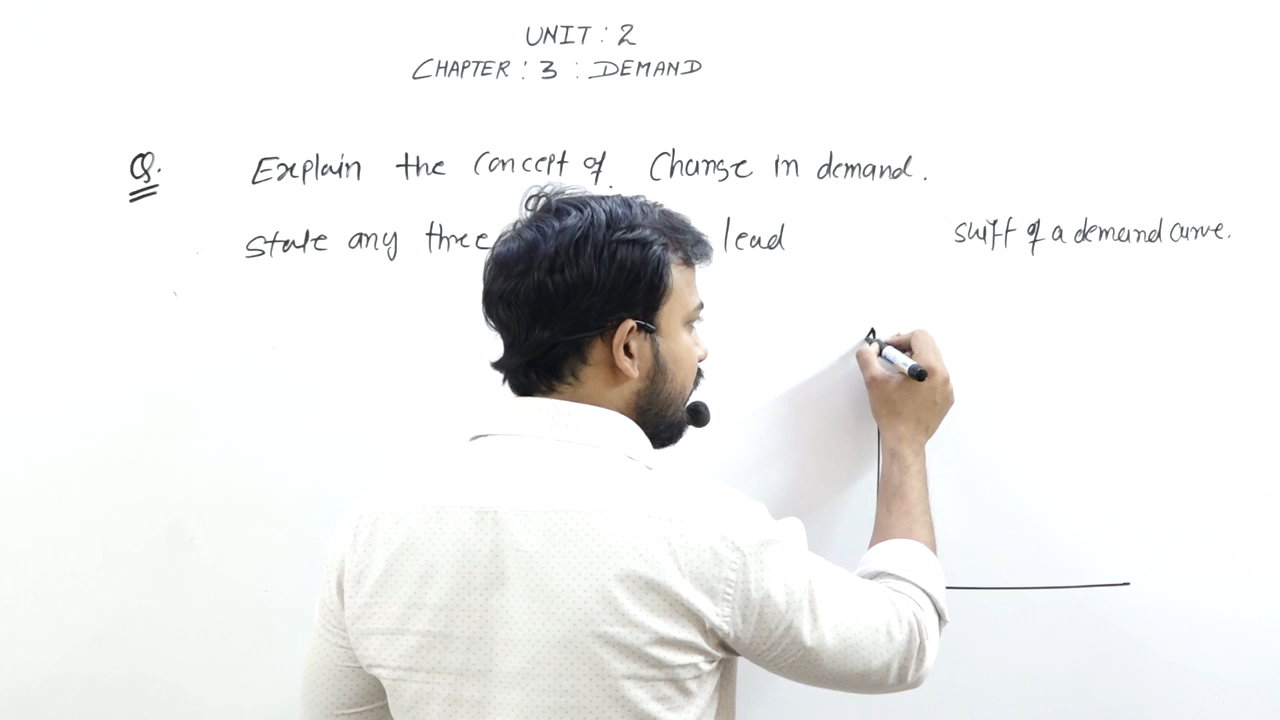 UNIT : 2
CHAPTER : 3 : DEMAND
Q. Explain the concept of Change in demand.
State any three lead shift of a demand curve.